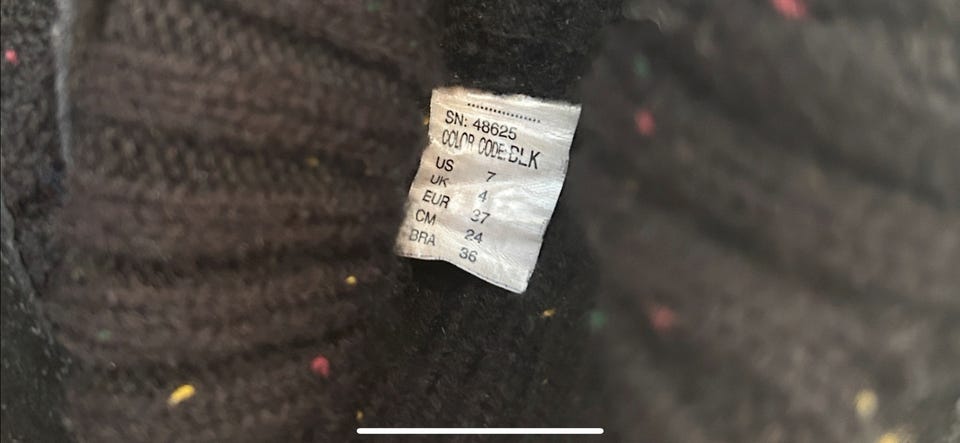 SN: 48625
COLOR CODE:BLK
US 7
UK 4
EUR 37
CM 24
BRA 36